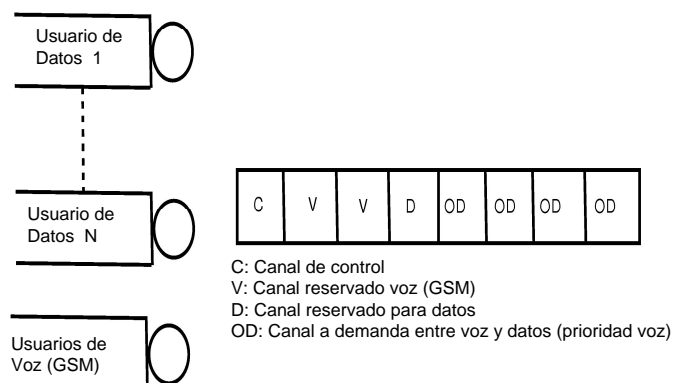 Usuario de
Datos 1
Usuario de
Datos N
Usuarios de
Voz (GSM)
C V V D OD OD OD OD
C: Canal de control
V: Canal reservado voz (GSM)
D: Canal reservado para datos
OD: Canal a demanda entre voz y datos (prioridad voz)